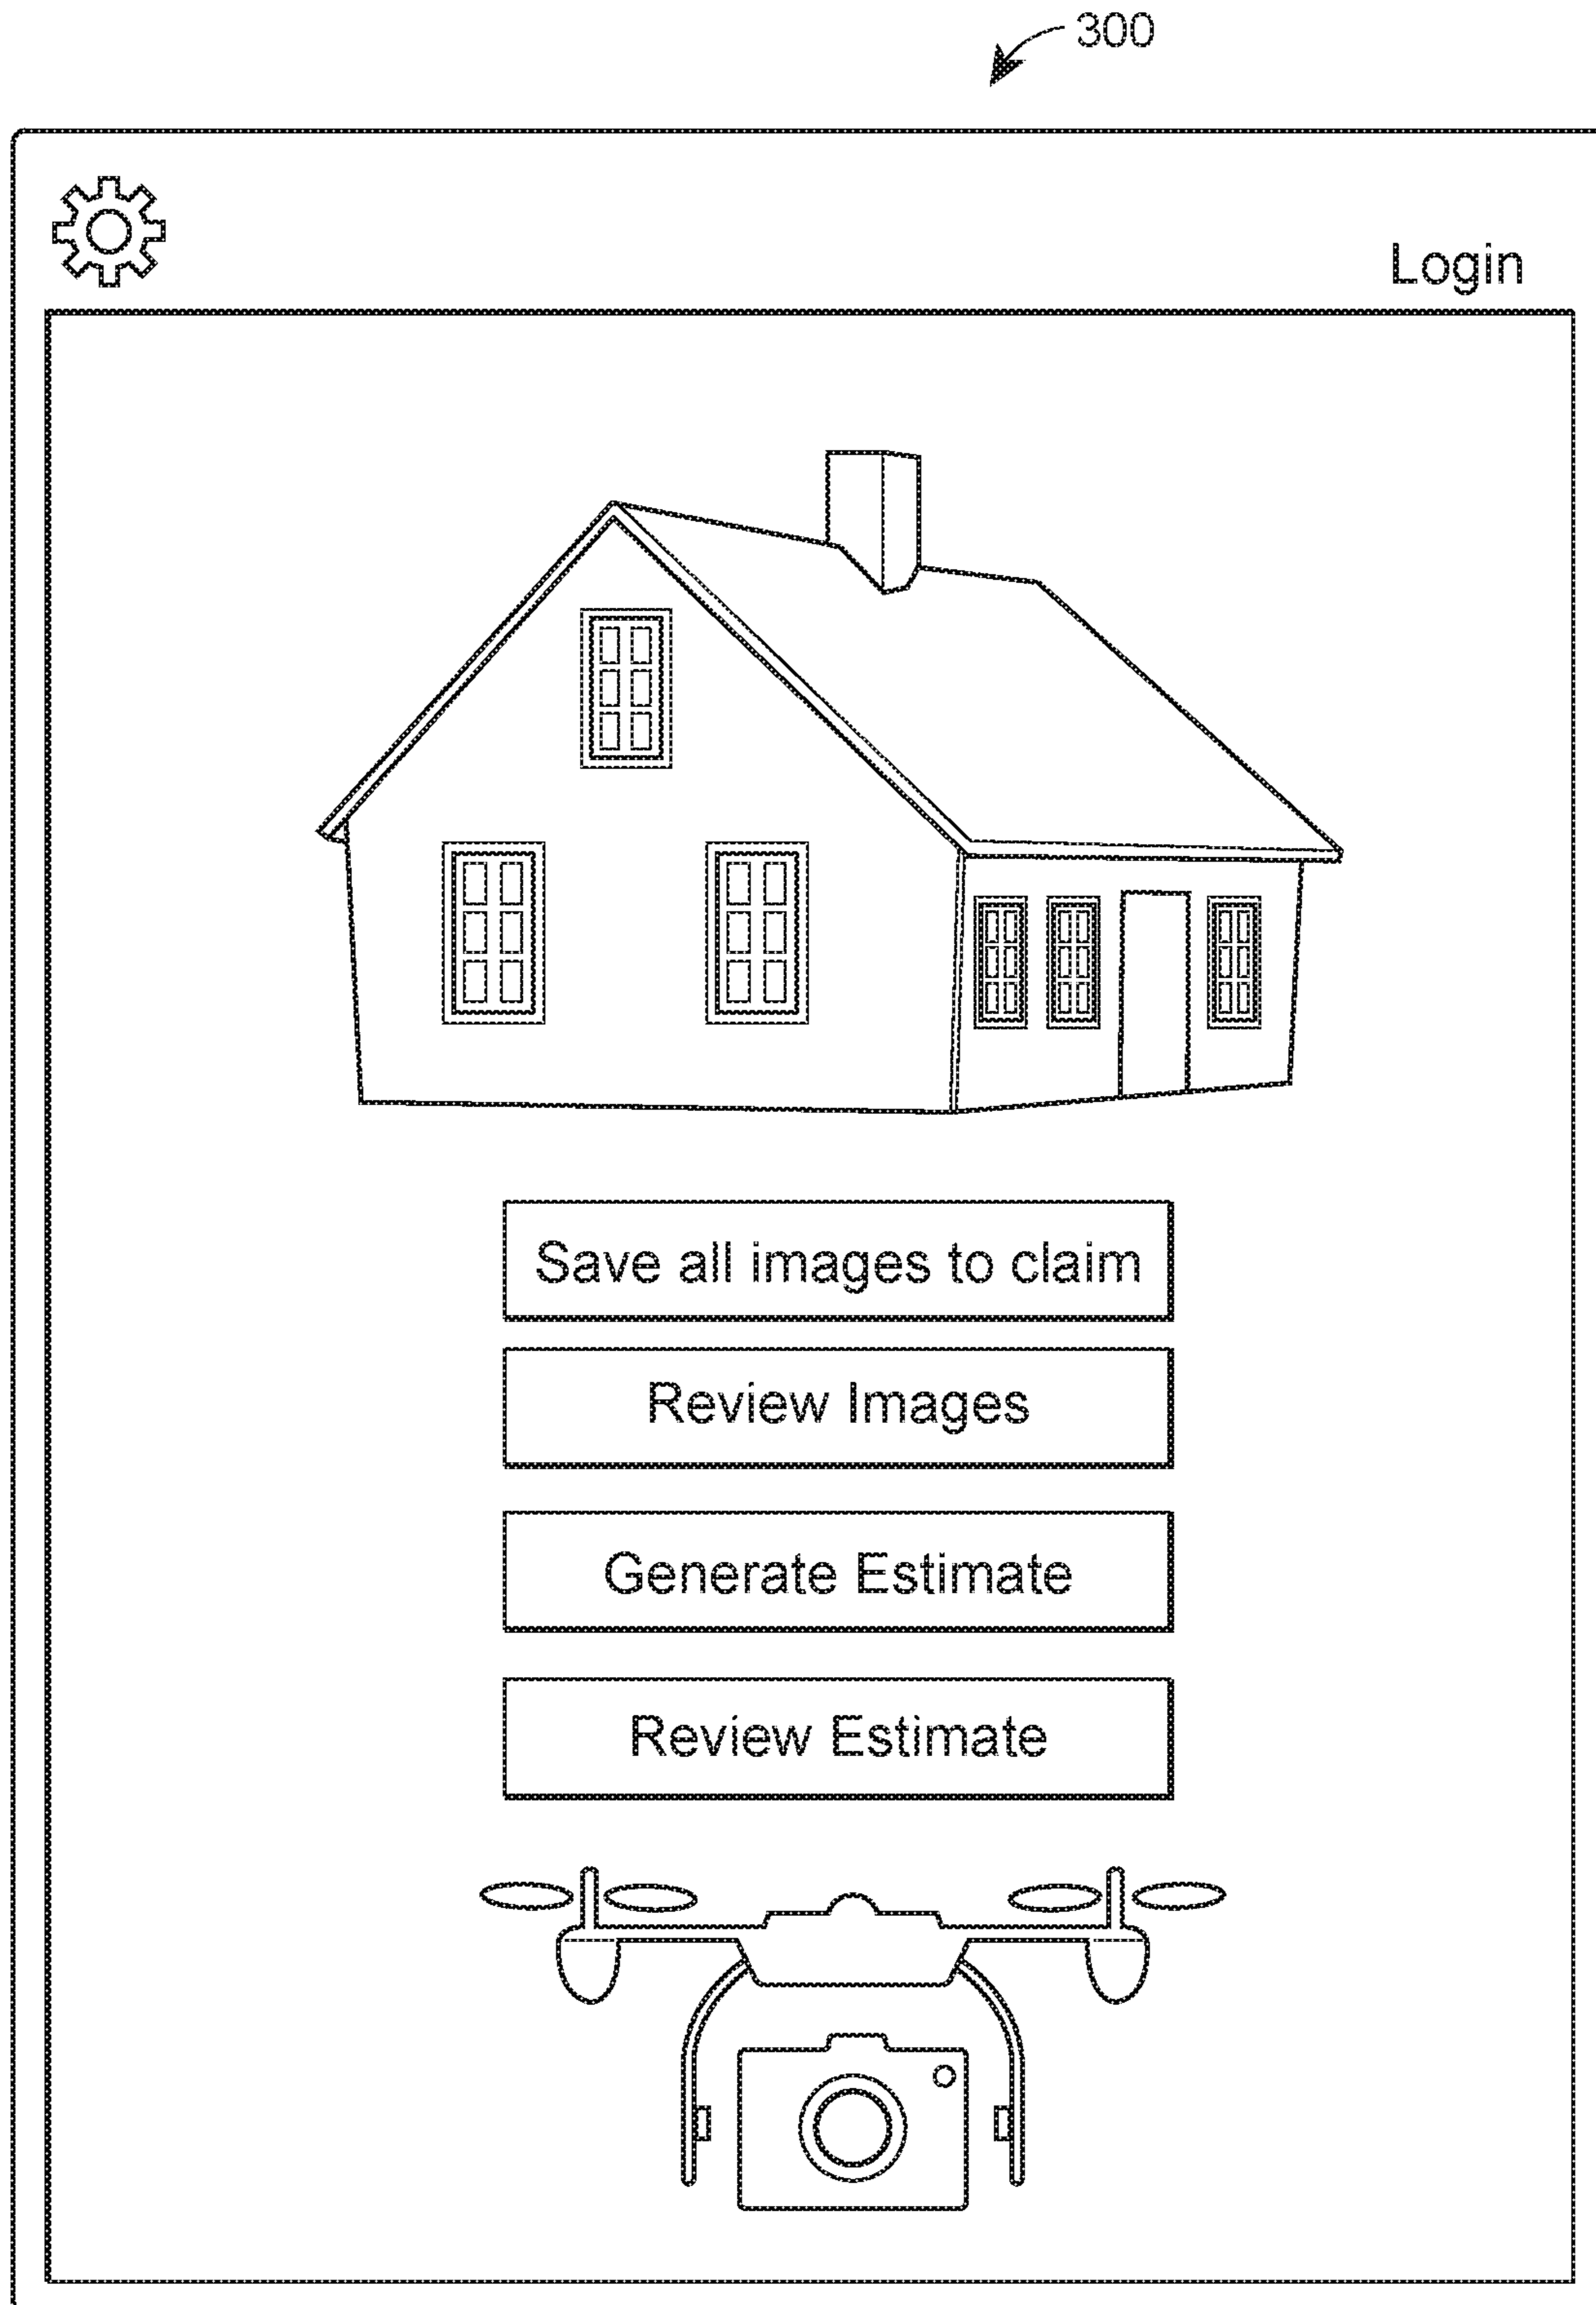 300
Login
Save all images to claim
Review Images
Generate Estimate
Review Estimate